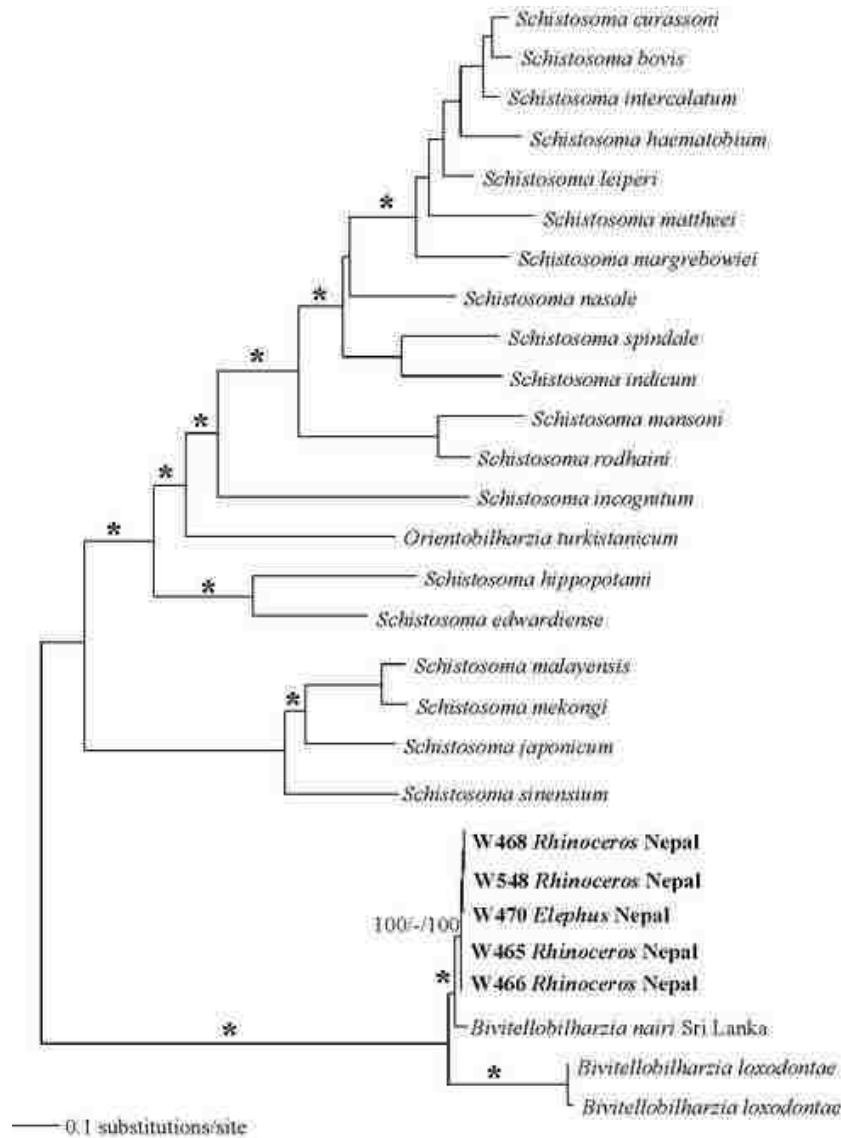 Schistosoma curassoni
Schistosoma bovis
Schistosoma intercalatum
Schistosoma haematobium
Schistosoma leiperi
*
Schistosoma mattheei
Schistosoma margrebowiei
*
Schistosoma nasale
Schistosoma spindale
*
Schistosoma indicum
*
Schistosoma mansoni
Schistosoma rodhaini
*
Schistosoma incognitum
*
Orientobilharzia turkistanicum
*
Schistosoma hippopotami
Schistosoma edwardiense
Schistosoma malayensis
*
Schistosoma mekongi
Schistosoma japonicum
Schistosoma sinensium
W468 Rhinoceros Nepal
W548 Rhinoceros Nepal
W470 Elephus Nepal
100/-/100
W465 Rhinoceros Nepal
*
W466 Rhinoceros Nepal
*
Bivitellobilharzia nairi Sri Lanka
*
Bivitellobilharzia loxodontae
Bivitellobilharzia loxodontae
0.1 substitutions/site